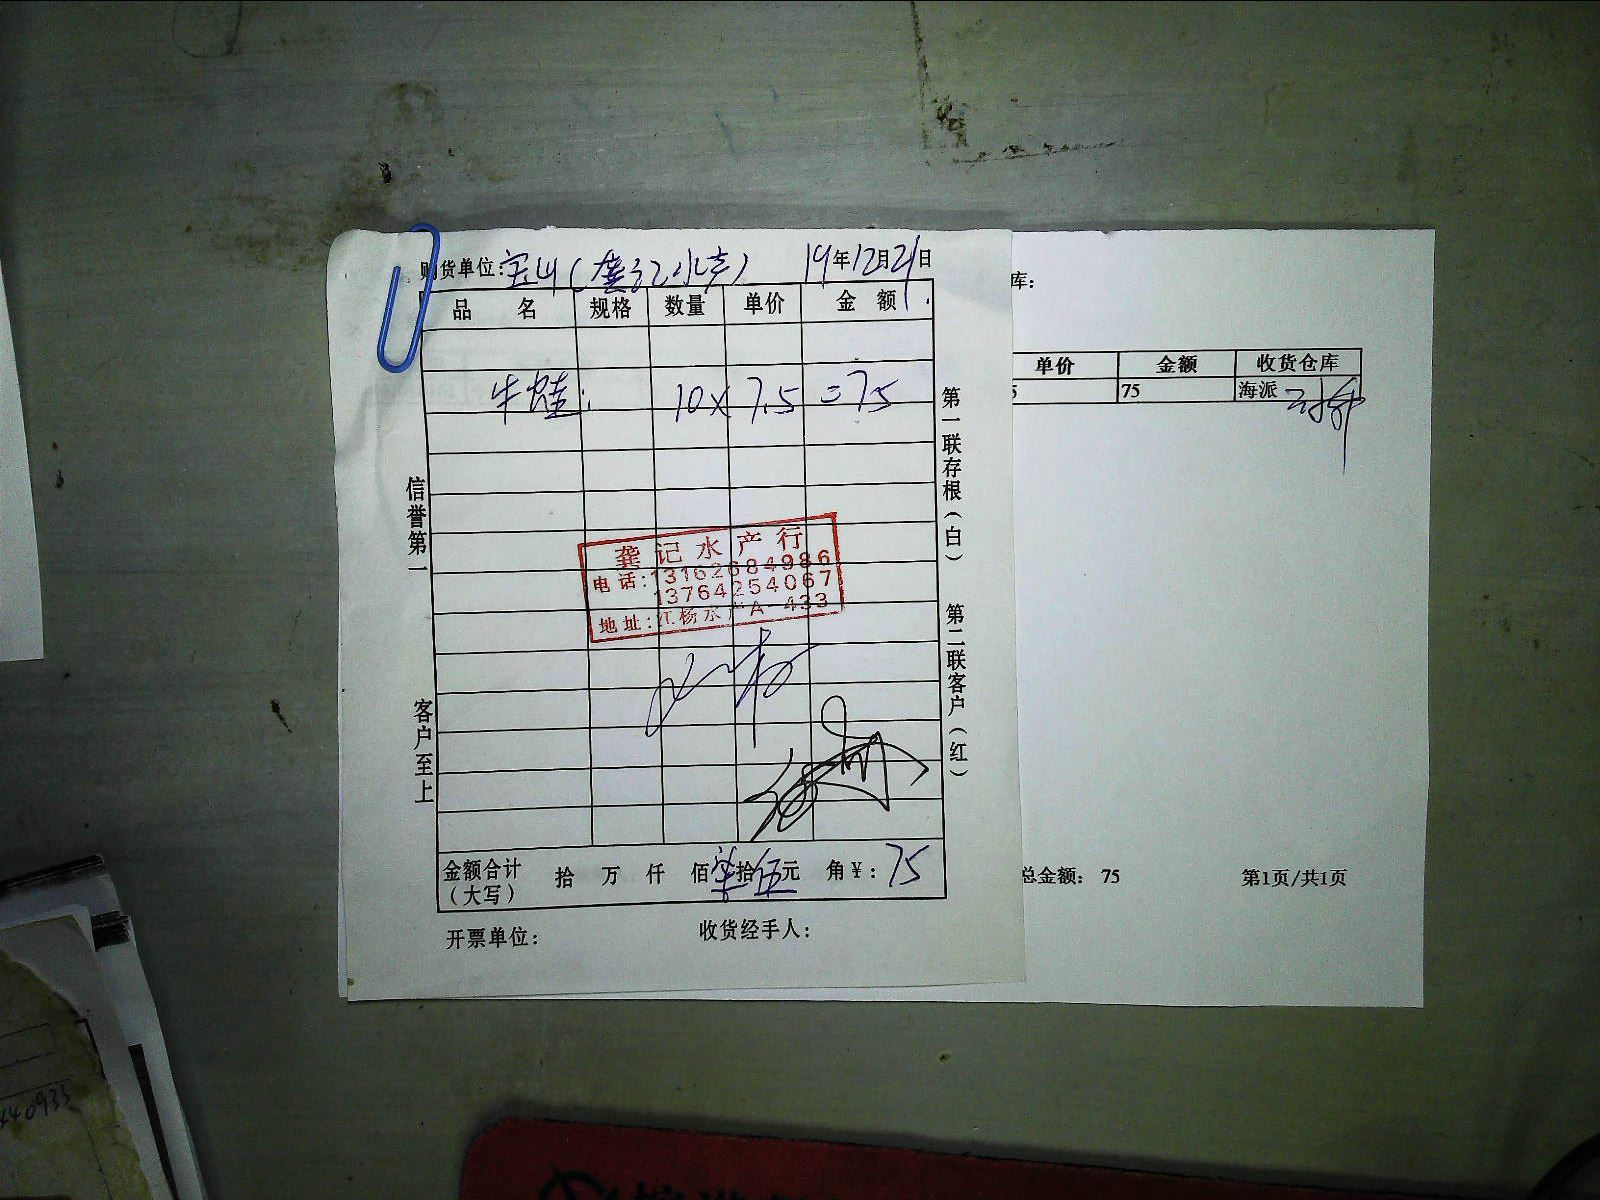 购货单位:宝山(龚记水产) 19年12月21日
品 名 规格 数量 单价 金 额
牛蛙: 10×7.5=75
信誉第一
客户至上
第一联存根(白)
第二联客户(红)
龚记水产行
电话:13162684986
13764254067
地址:江杨水产A-433
金额合计(大写) 拾 万 仟 佰 柒拾伍元 角¥:75
开票单位: 收货经手人:
库:
单价 金额 收货仓库
5 75 海派
总金额: 75 第1页/共1页
440935